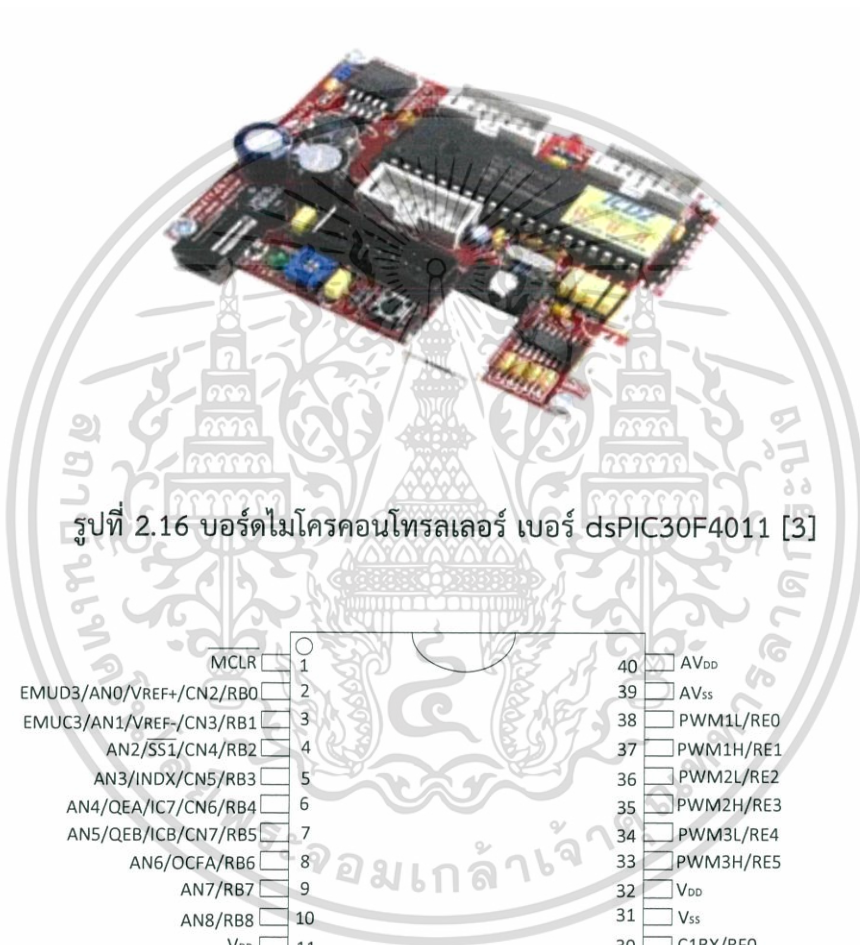 รูปที่ 2.16 บอร์ดไมโครคอนโทรลเลอร์ เบอร์ dsPIC30F4011 [3]
MCLR 1 40 AVDD
EMUD3/AN0/VREF+/CN2/RB0 2 39 AVss
EMUC3/AN1/VREF-/CN3/RB1 3 38 PWM1L/RE0
AN2/SS1/CN4/RB2 4 37 PWM1H/RE1
AN3/INDX/CN5/RB3 5 36 PWM2L/RE2
AN4/QEA/IC7/CN6/RB4 6 35 PWM2H/RE3
AN5/QEB/ICB/CN7/RB5 7 34 PWM3L/RE4
AN6/OCFA/RB6 8 33 PWM3H/RE5
AN7/RB7 9 32 VDD
AN8/RB8 10 31 Vss
VDD 11 30 C1RX/RF0